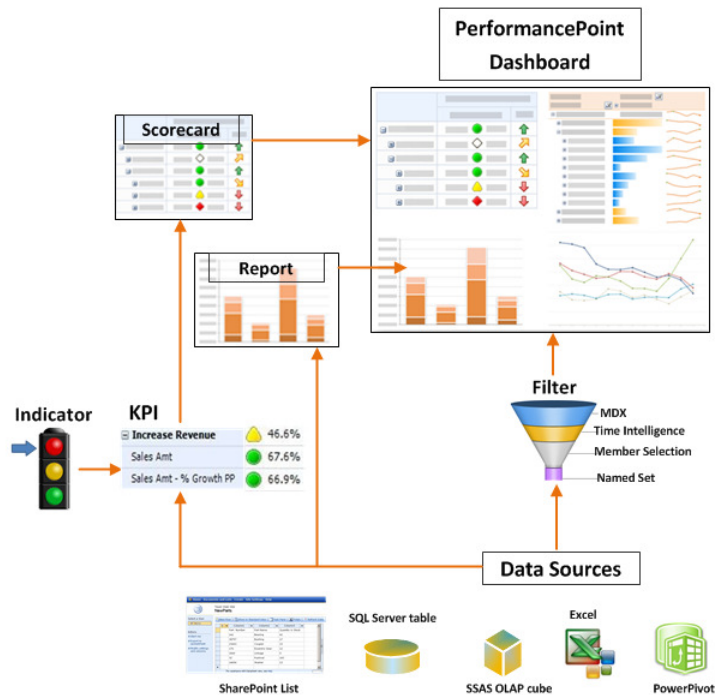 PerformancePoint
Dashboard
Scorecard
Report
Indicator
KPI
Increase Revenue 46.6%
Sales Amt 67.6%
Sales Amt - % Growth PP 66.9%
Filter
MDX
Time Intelligence
Member Selection
Named Set
Data Sources
SharePoint List
SQL Server table
SSAS OLAP cube
Excel
PowerPivot